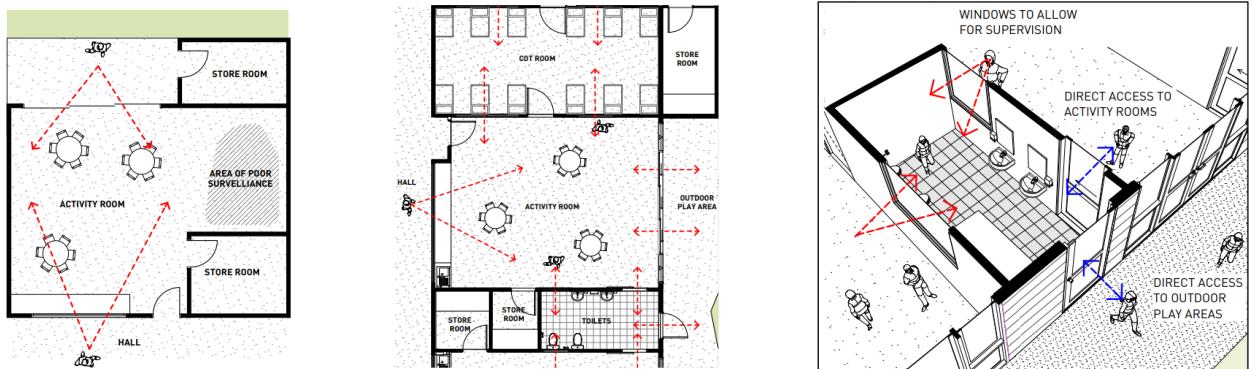 STORE ROOM
AREA OF POOR
SURVELLIANCE
ACTIVITY ROOM
STORE ROOM
HALL
COT ROOM
STORE
ROOM
HALL
ACTIVITY ROOM
OUTDOOR
PLAY AREA
STORE
ROOM
STORE
ROOM
TOILETS
WINDOWS TO ALLOW
FOR SUPERVISION
DIRECT ACCESS TO
ACTIVITY ROOMS
DIRECT ACCESS
TO OUTDOOR
PLAY AREAS